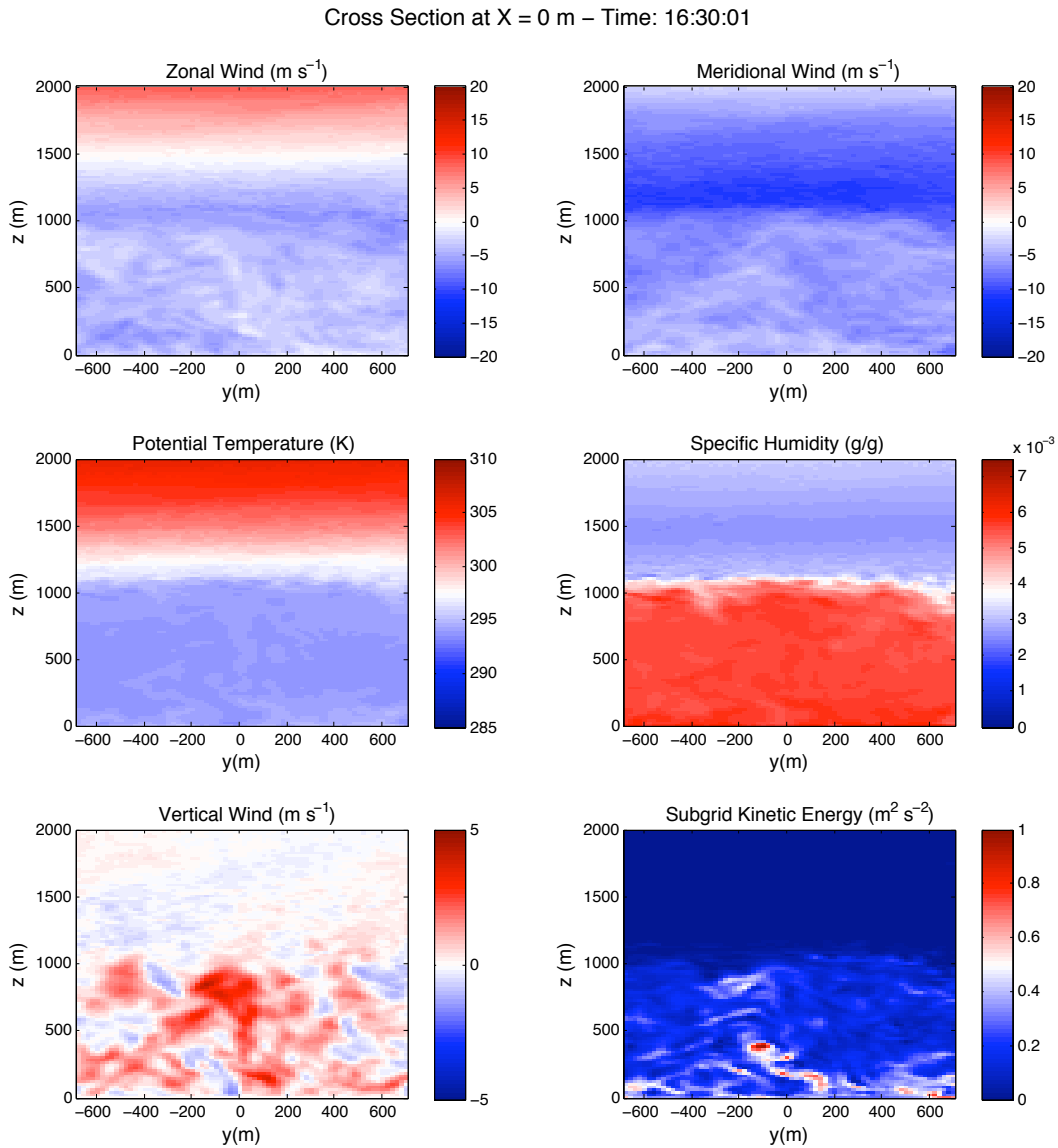 Cross Section at X = 0 m − Time: 16:30:01
Zonal Wind (m s⁻¹)
2000
1500
1000
500
0
z (m)
−600 −400 −200 0 200 400 600
y(m)
20
15
10
5
0
−5
−10
−15
−20
Meridional Wind (m s⁻¹)
2000
1500
1000
500
0
z (m)
−600 −400 −200 0 200 400 600
y(m)
20
15
10
5
0
−5
−10
−15
−20
Potential Temperature (K)
2000
1500
1000
500
0
z (m)
−600 −400 −200 0 200 400 600
y(m)
310
305
300
295
290
285
Specific Humidity (g/g)
2000
1500
1000
500
0
z (m)
−600 −400 −200 0 200 400 600
y(m)
x 10⁻³
7
6
5
4
3
2
1
0
Vertical Wind (m s⁻¹)
2000
1500
1000
500
0
z (m)
−600 −400 −200 0 200 400 600
y(m)
5
0
−5
Subgrid Kinetic Energy (m² s⁻²)
2000
1500
1000
500
0
z (m)
−600 −400 −200 0 200 400 600
y(m)
1
0.8
0.6
0.4
0.2
0